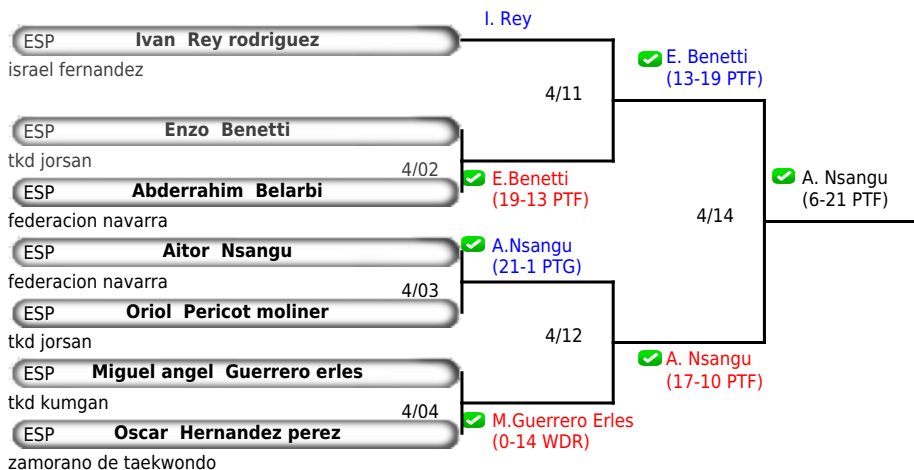 I. Rey
ESP Ivan Rey rodriguez
israel fernandez
E. Benetti
(13-19 PTF)
4/11
ESP Enzo Benetti
tkd jorsan
4/02
E.Benetti
(19-13 PTF)
ESP Abderrahim Belarbi
federacion navarra
A. Nsangu
(6-21 PTF)
4/14
ESP Aitor Nsangu
federacion navarra
A.Nsangu
(21-1 PTG)
4/03
ESP Oriol Pericot moliner
tkd jorsan
4/12
ESP Miguel angel Guerrero erles
tkd kumgan
A. Nsangu
(17-10 PTF)
4/04
M.Guerrero Erles
(0-14 WDR)
ESP Oscar Hernandez perez
zamorano de taekwondo